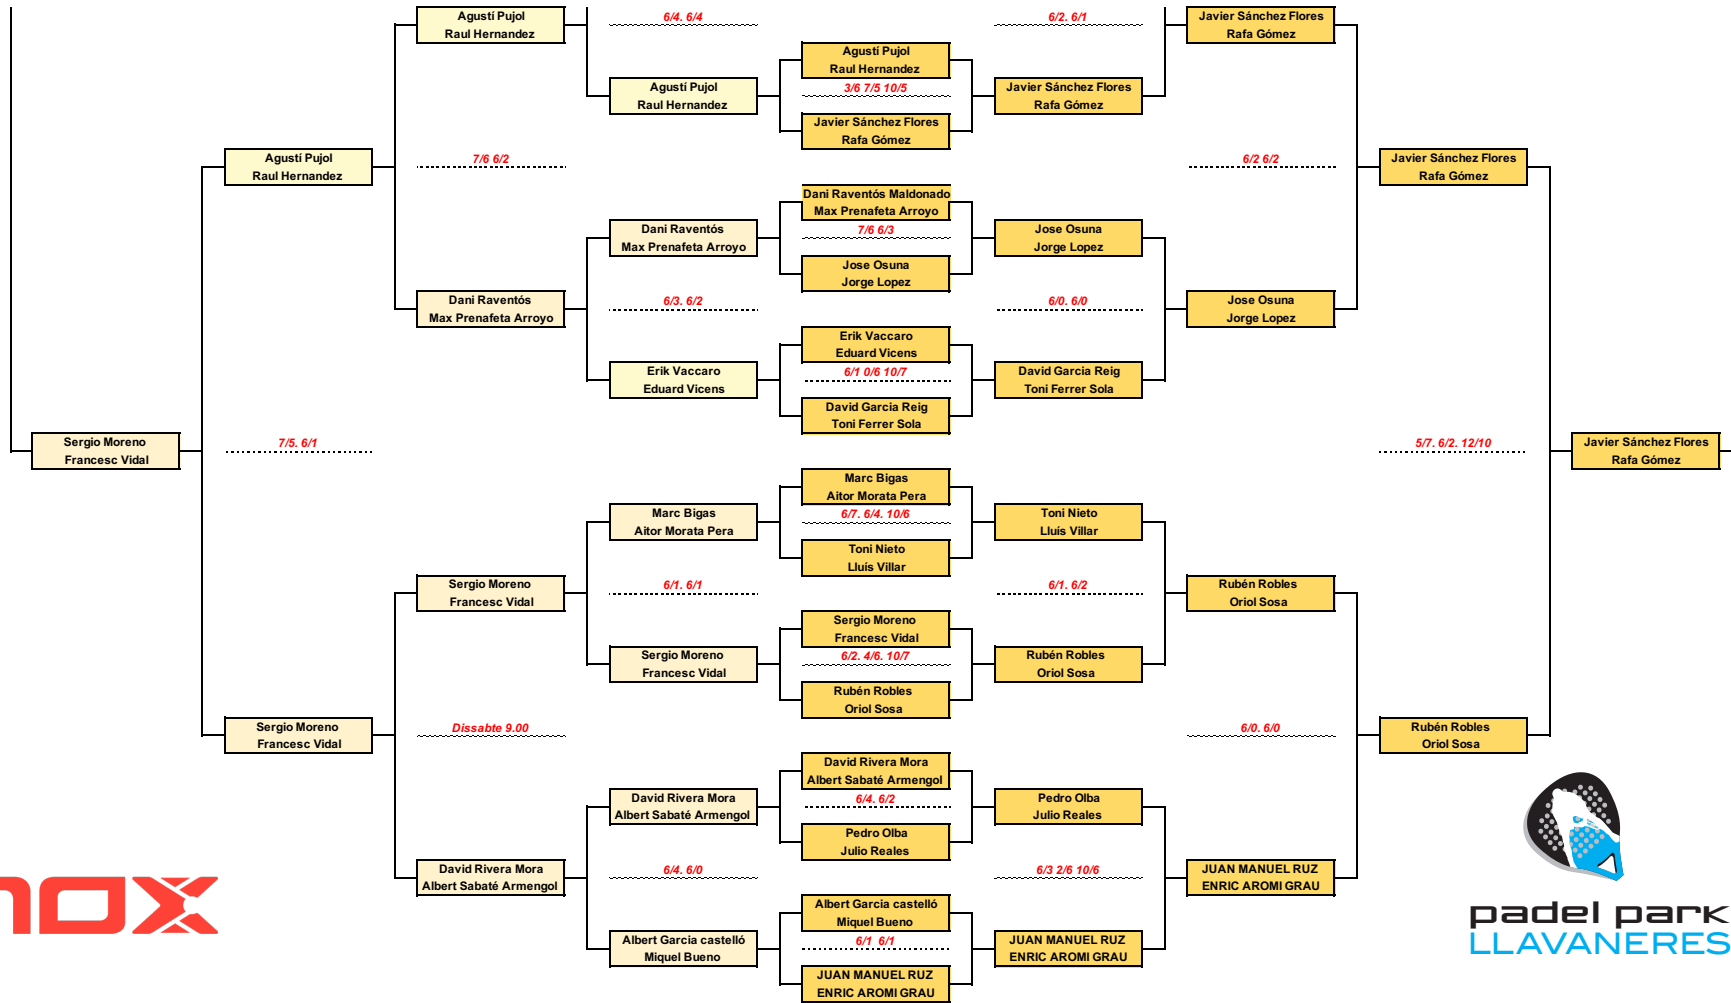 Agustí Pujol
Raul Hernandez
6/4. 6/4
6/2. 6/1
Javier Sánchez Flores
Rafa Gómez
Agustí Pujol
Raul Hernandez
Agustí Pujol
Raul Hernandez
3/6 7/5 10/5
Javier Sánchez Flores
Rafa Gómez
Javier Sánchez Flores
Rafa Gómez
Agustí Pujol
Raul Hernandez
7/6 6/2
6/2 6/2
Javier Sánchez Flores
Rafa Gómez
Dani Raventós Maldonado
Max Prenafeta Arroyo
Dani Raventós
Max Prenafeta Arroyo
7/6 6/3
Jose Osuna
Jorge Lopez
Jose Osuna
Jorge Lopez
Dani Raventós
Max Prenafeta Arroyo
6/3. 6/2
6/0. 6/0
Jose Osuna
Jorge Lopez
Erik Vaccaro
Eduard Vicens
Erik Vaccaro
Eduard Vicens
6/1 0/6 10/7
David Garcia Reig
Toni Ferrer Sola
David Garcia Reig
Toni Ferrer Sola
Sergio Moreno
Francesc Vidal
7/5. 6/1
5/7. 6/2. 12/10
Javier Sánchez Flores
Rafa Gómez
Marc Bigas
Aitor Morata Pera
Marc Bigas
Aitor Morata Pera
6/7. 6/4. 10/6
Toni Nieto
Lluís Villar
Toni Nieto
Lluís Villar
Sergio Moreno
Francesc Vidal
6/1. 6/1
6/1. 6/2
Rubén Robles
Oriol Sosa
Sergio Moreno
Francesc Vidal
Sergio Moreno
Francesc Vidal
6/2. 4/6. 10/7
Rubén Robles
Oriol Sosa
Rubén Robles
Oriol Sosa
Sergio Moreno
Francesc Vidal
Dissabte 9.00
6/0. 6/0
Rubén Robles
Oriol Sosa
David Rivera Mora
Albert Sabaté Armengol
David Rivera Mora
Albert Sabaté Armengol
6/4. 6/2
Pedro Olba
Julio Reales
Pedro Olba
Julio Reales
David Rivera Mora
Albert Sabaté Armengol
6/4. 6/0
6/3 2/6 10/6
JUAN MANUEL RUZ
ENRIC AROMI GRAU
Albert Garcia castelló
Miquel Bueno
Albert Garcia castelló
Miquel Bueno
6/1 6/1
JUAN MANUEL RUZ
ENRIC AROMI GRAU
JUAN MANUEL RUZ
ENRIC AROMI GRAU
nox
padel park
LLAVANERES